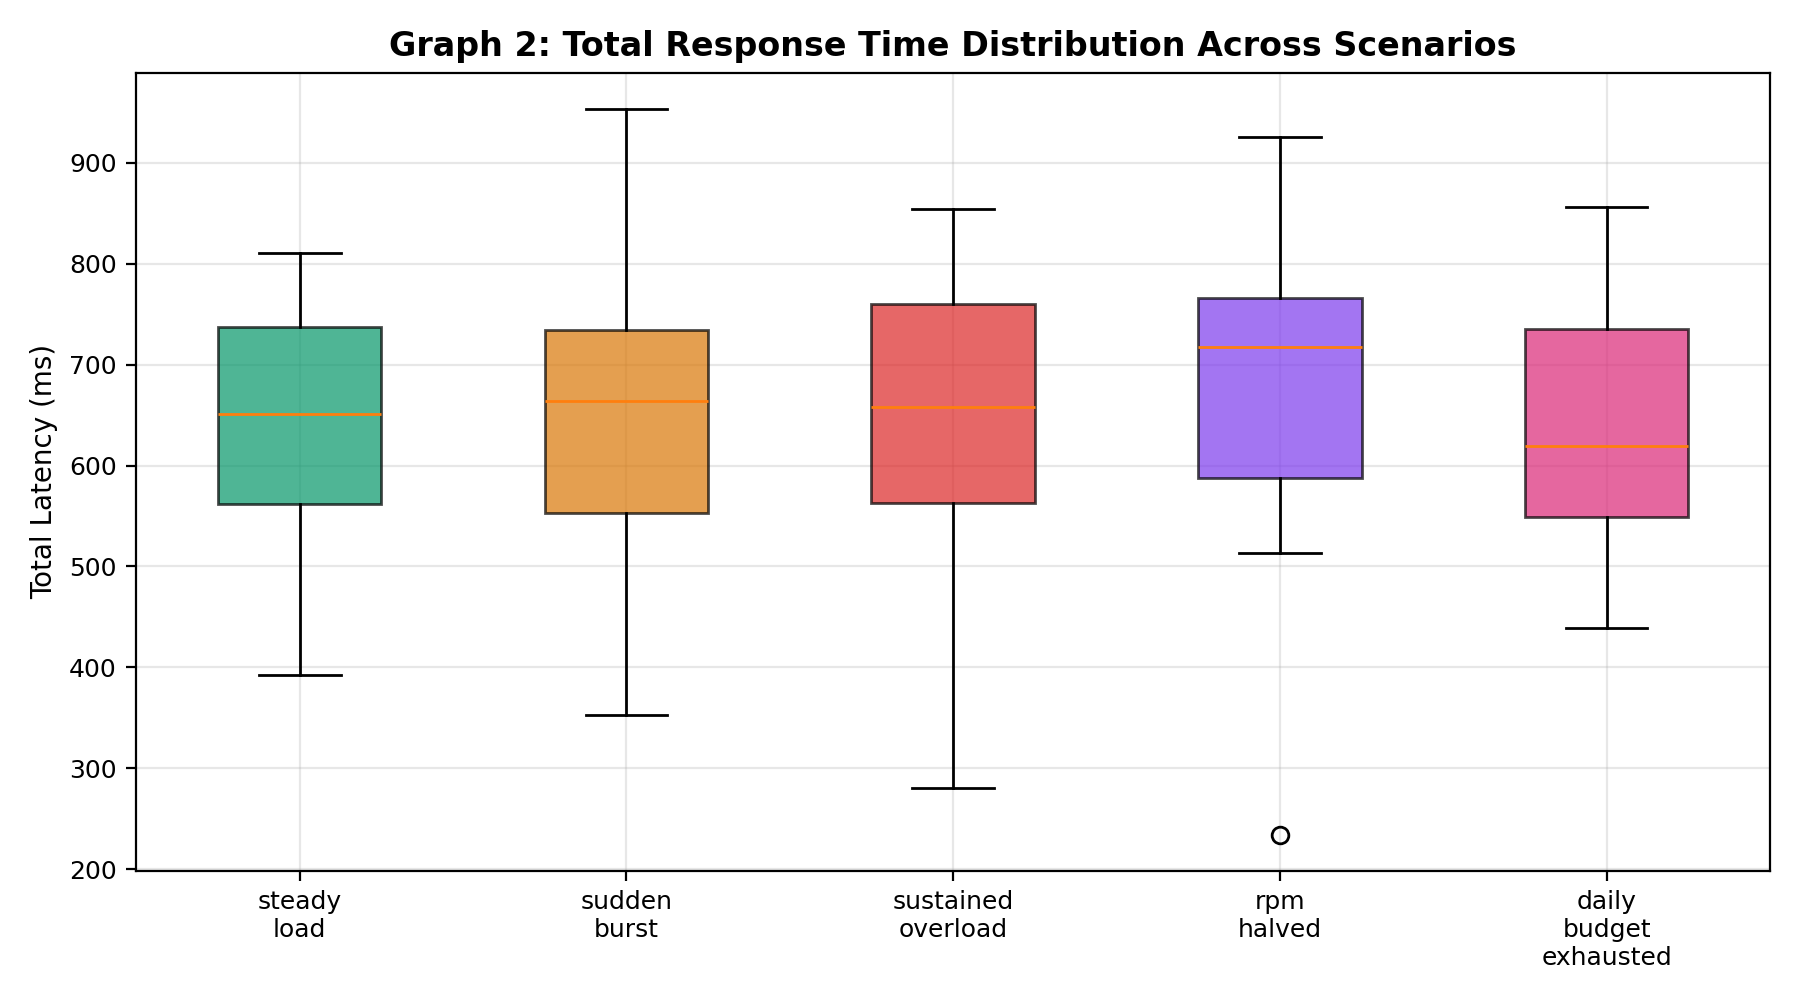 Graph 2: Total Response Time Distribution Across Scenarios
Total Latency (ms)
900
800
700
600
500
400
300
200
steady
load
sudden
burst
sustained
overload
rpm
halved
daily
budget
exhausted